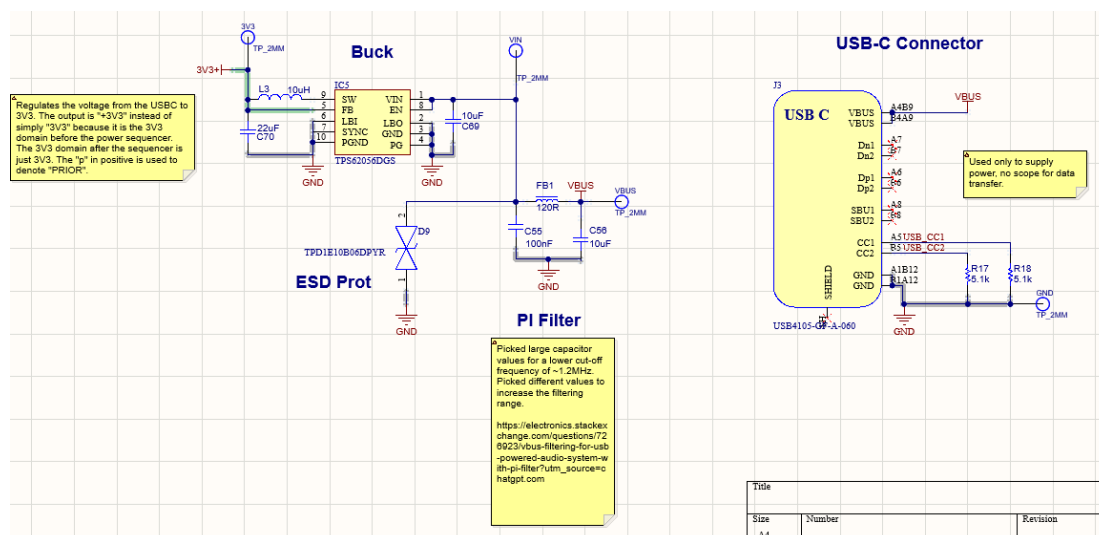 3V3
TP_2MM
Buck
VIN
TP_2MM
USB-C Connector
3V3+
L3
10uH
IC5
9 SW
5 FB
6 LBI
7 SYNC
10 PGND
VIN 1
EN 8
LBO 2
GND 3
PG 4
TPS62056DGS
22uF
C70
10uF
C69
GND
GND
Regulates the voltage from the USBC to
3V3. The output is "+3V3" instead of
simply "3V3" because it is the 3V3
domain before the power sequencer.
The 3V3 domain after the sequencer is
just 3V3. The "p" in positive is used to
denote "PRIOR".
FB1
120R
VBUS
VBUS
TP_2MM
2
D9
TPD1E10B06DPYR
1
C55
100nF
C56
10uF
ESD Prot
GND
GND
PI Filter
Picked large capacitor
values for a lower cut-off
frequency of ~1.2MHz.
Picked different values to
increase the filtering
range.
https://electronics.stackex
change.com/questions/72
6923/vbus-filtering-for-usb
-powered-audio-system-w
ith-pi-filter?utm_source=c
hatgpt.com
J3
USB C
VBUS A4B9
VBUS B4A9
VBUS
Dn1 A7
Dn2 B7
Dp1 A6
Dp2 B6
SBU1 A8
SBU2 B8
CC1 A5 USB_CC1
CC2 B5 USB_CC2
GND A1B12
GND B1A12
SHIELD
USB4105-GF-A-060
R17
5.1k
R18
5.1k
GND
TP_2MM
GND
Used only to supply
power, no scope for data
transfer.
Title
Size
Number
Revision
A4